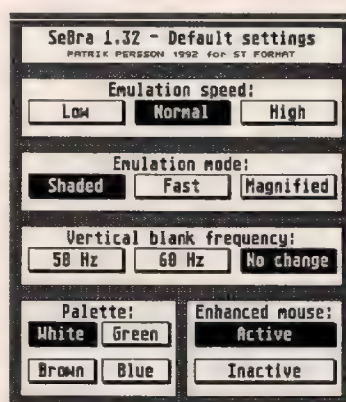 SeBra 1.32 - Default settings
PATRIK PERSSON 1992 for ST FORMAT
Emulation speed:
Low Normal High
Emulation mode:
Shaded Fast Magnified
Vertical blank frequency:
50 Hz 60 Hz No change
Palette: Enhanced mouse:
White Green Active
Brown Blue Inactive